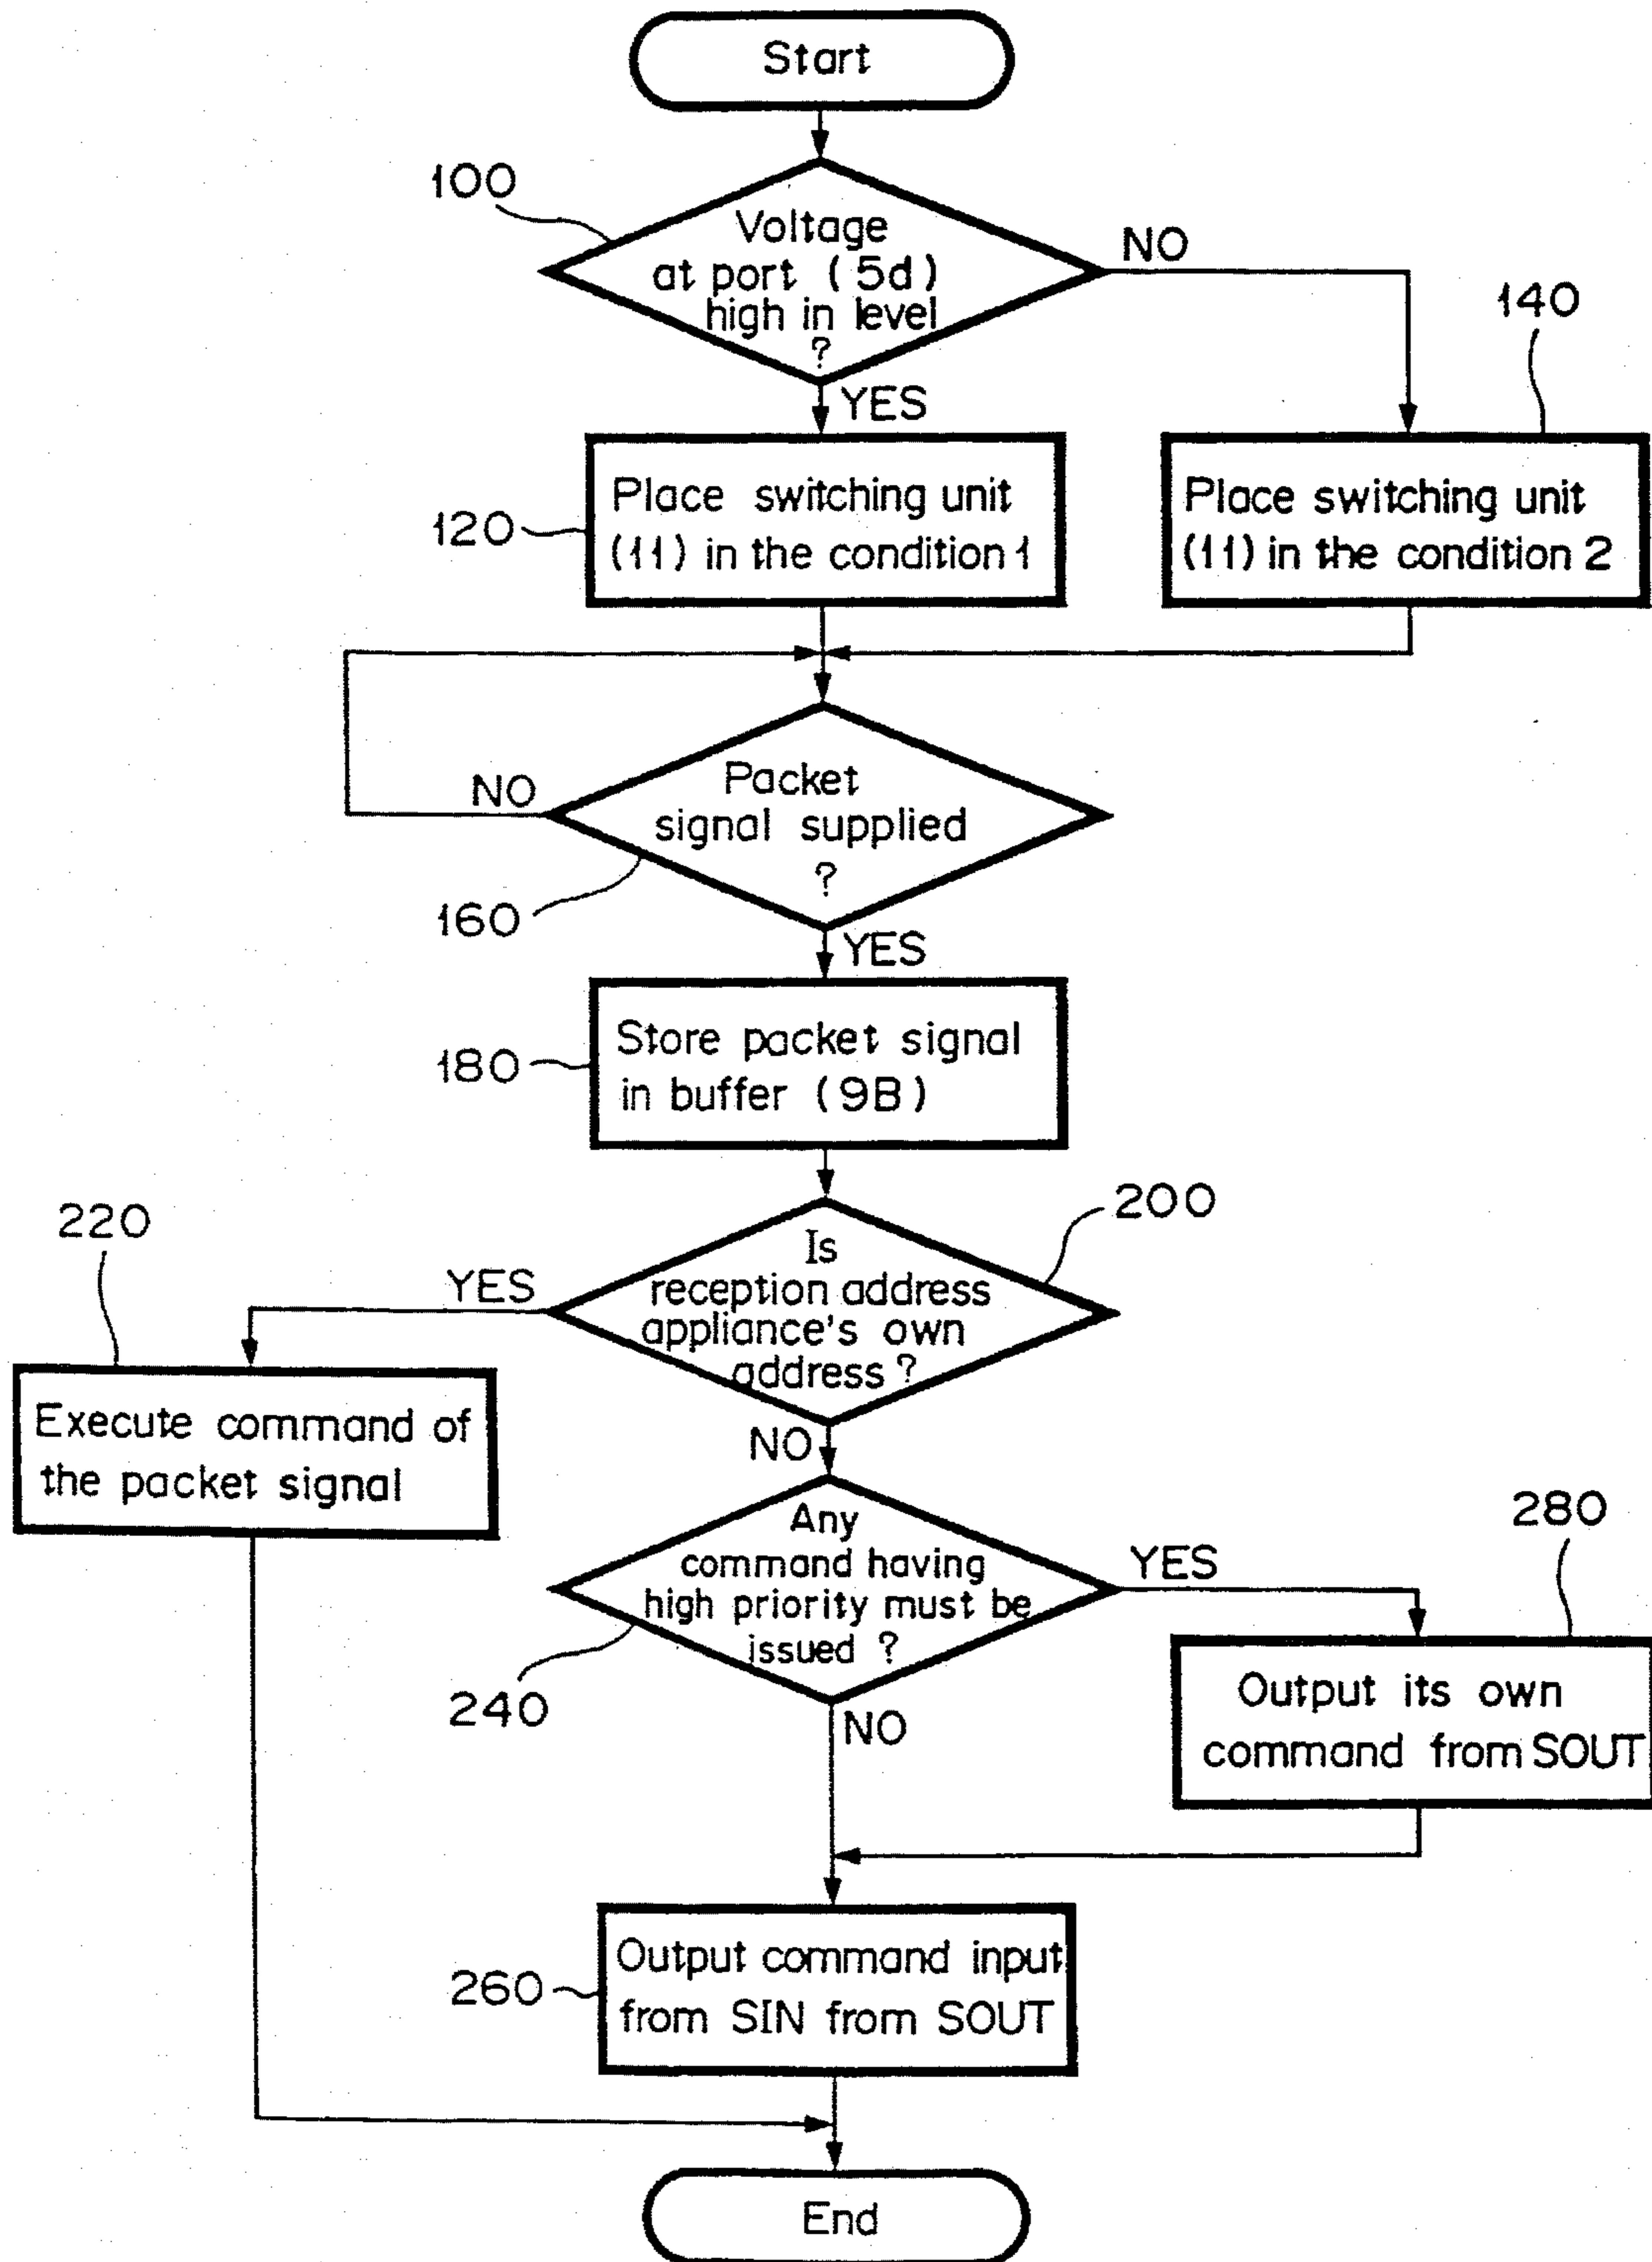 Start
100
Voltage
at port (5d)
high in level
?
NO
YES
140
120
Place switching unit
(11) in the condition 1
Place switching unit
(11) in the condition 2
Packet
signal supplied
?
NO
160
YES
180
Store packet signal
in buffer (9B)
200
Is
reception address
appliance's own
address ?
YES
220
Execute command of
the packet signal
NO
Any
command having
high priority must be
issued ?
240
YES
280
Output its own
command from SOUT
NO
260
Output command input
from SIN from SOUT
End